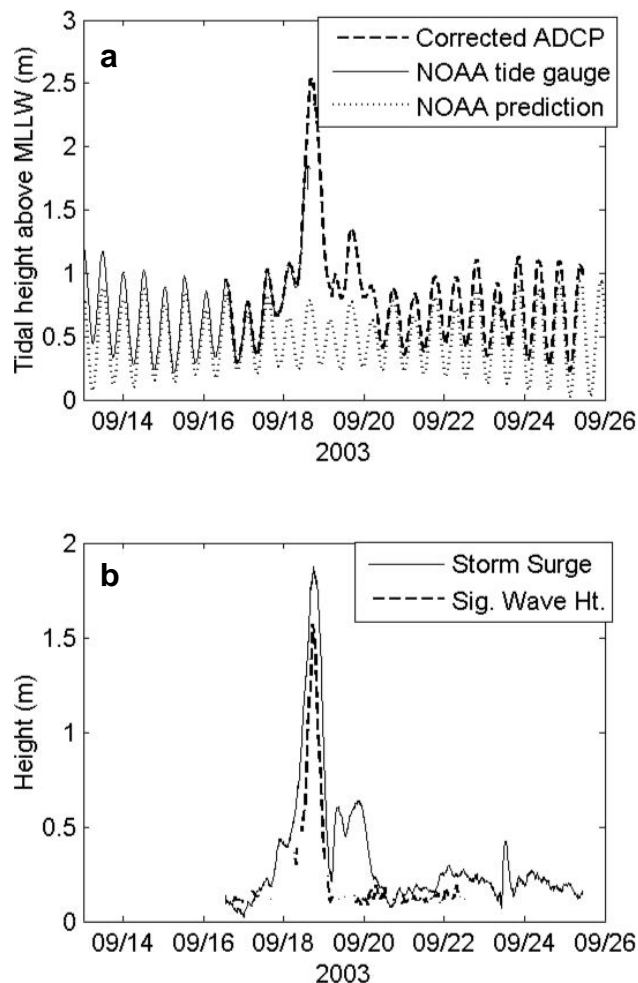 a
Corrected ADCP
NOAA tide gauge
NOAA prediction
Tidal height above MLLW (m)
3
2.5
2
1.5
1
0.5
0
09/14 09/16 09/18 09/20 09/22 09/24 09/26
2003
b
Storm Surge
Sig. Wave Ht.
Height (m)
2
1.5
1
0.5
0
09/14 09/16 09/18 09/20 09/22 09/24 09/26
2003